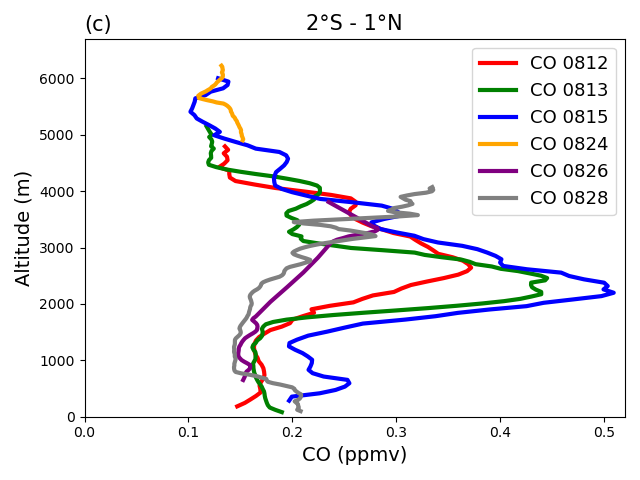 (c)
2°S - 1°N
CO 0812
CO 0813
CO 0815
CO 0824
CO 0826
CO 0828
Altitude (m)
6000
5000
4000
3000
2000
1000
0
0.0 0.1 0.2 0.3 0.4 0.5
CO (ppmv)